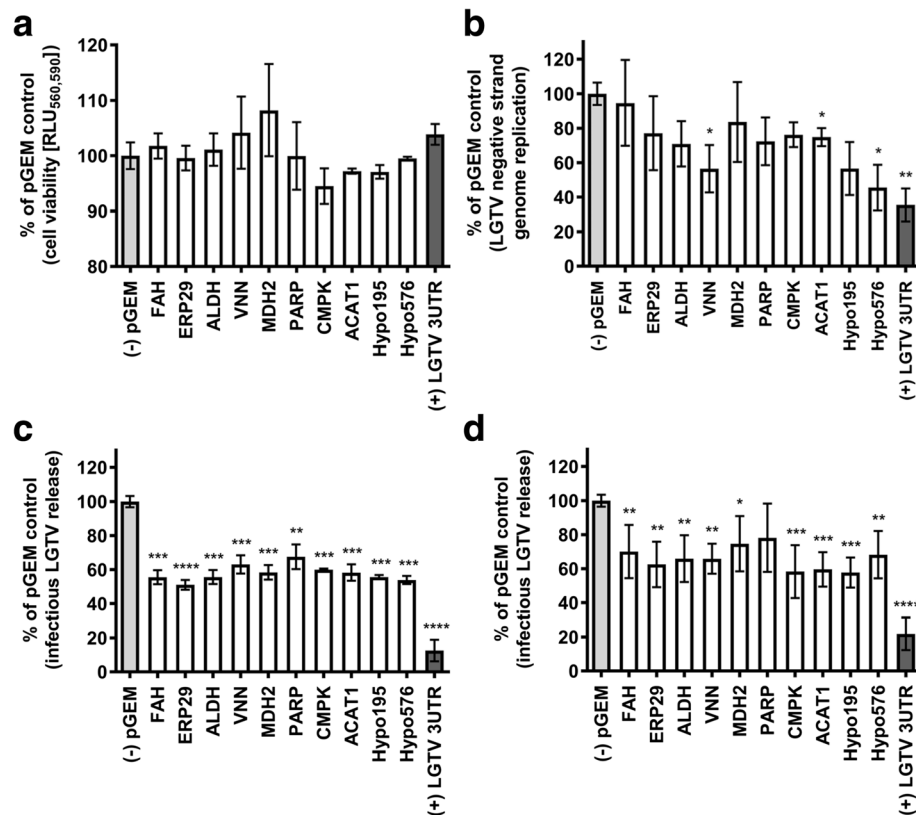 a
% of pGEM control
(cell viability [RLU560,590])
120
110
100
90
80
(-) pGEM
FAH
ERP29
ALDH
VNN
MDH2
PARP
CMPK
ACAT1
Hypo195
Hypo576
(+) LGTV 3UTR
b
% of pGEM control
(LGTV negative strand
genome replication)
120
100
80
60
40
20
0
*
*
*
**
(-) pGEM
FAH
ERP29
ALDH
VNN
MDH2
PARP
CMPK
ACAT1
Hypo195
Hypo576
(+) LGTV 3UTR
c
% of pGEM control
(infectious LGTV release)
120
100
80
60
40
20
0
***
****
***
***
***
**
***
***
***
***
****
(-) pGEM
FAH
ERP29
ALDH
VNN
MDH2
PARP
CMPK
ACAT1
Hypo195
Hypo576
(+) LGTV 3UTR
d
% of pGEM control
(infectious LGTV release)
120
100
80
60
40
20
0
**
**
**
**
*
***
***
***
**
****
(-) pGEM
FAH
ERP29
ALDH
VNN
MDH2
PARP
CMPK
ACAT1
Hypo195
Hypo576
(+) LGTV 3UTR